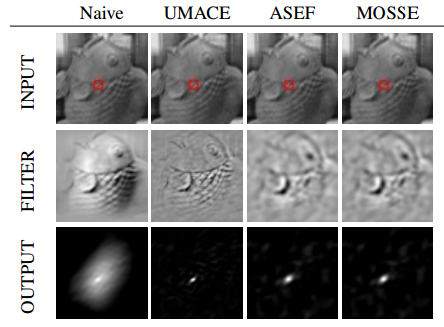 Naive UMACE ASEF MOSSE
INPUT
FILTER
OUTPUT